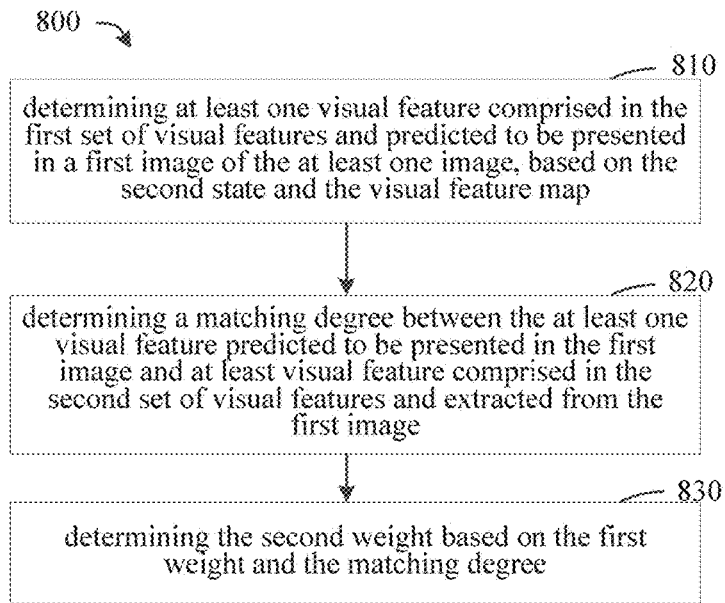 800
810
determining at least one visual feature comprised in the
first set of visual features and predicted to be presented
in a first image of the at least one image, based on the
second state and the visual feature map
820
determining a matching degree between the at least one
visual feature predicted to be presented in the first
image and at least visual feature comprised in the
second set of visual features and extracted from the
first image
830
determining the second weight based on the first
weight and the matching degree